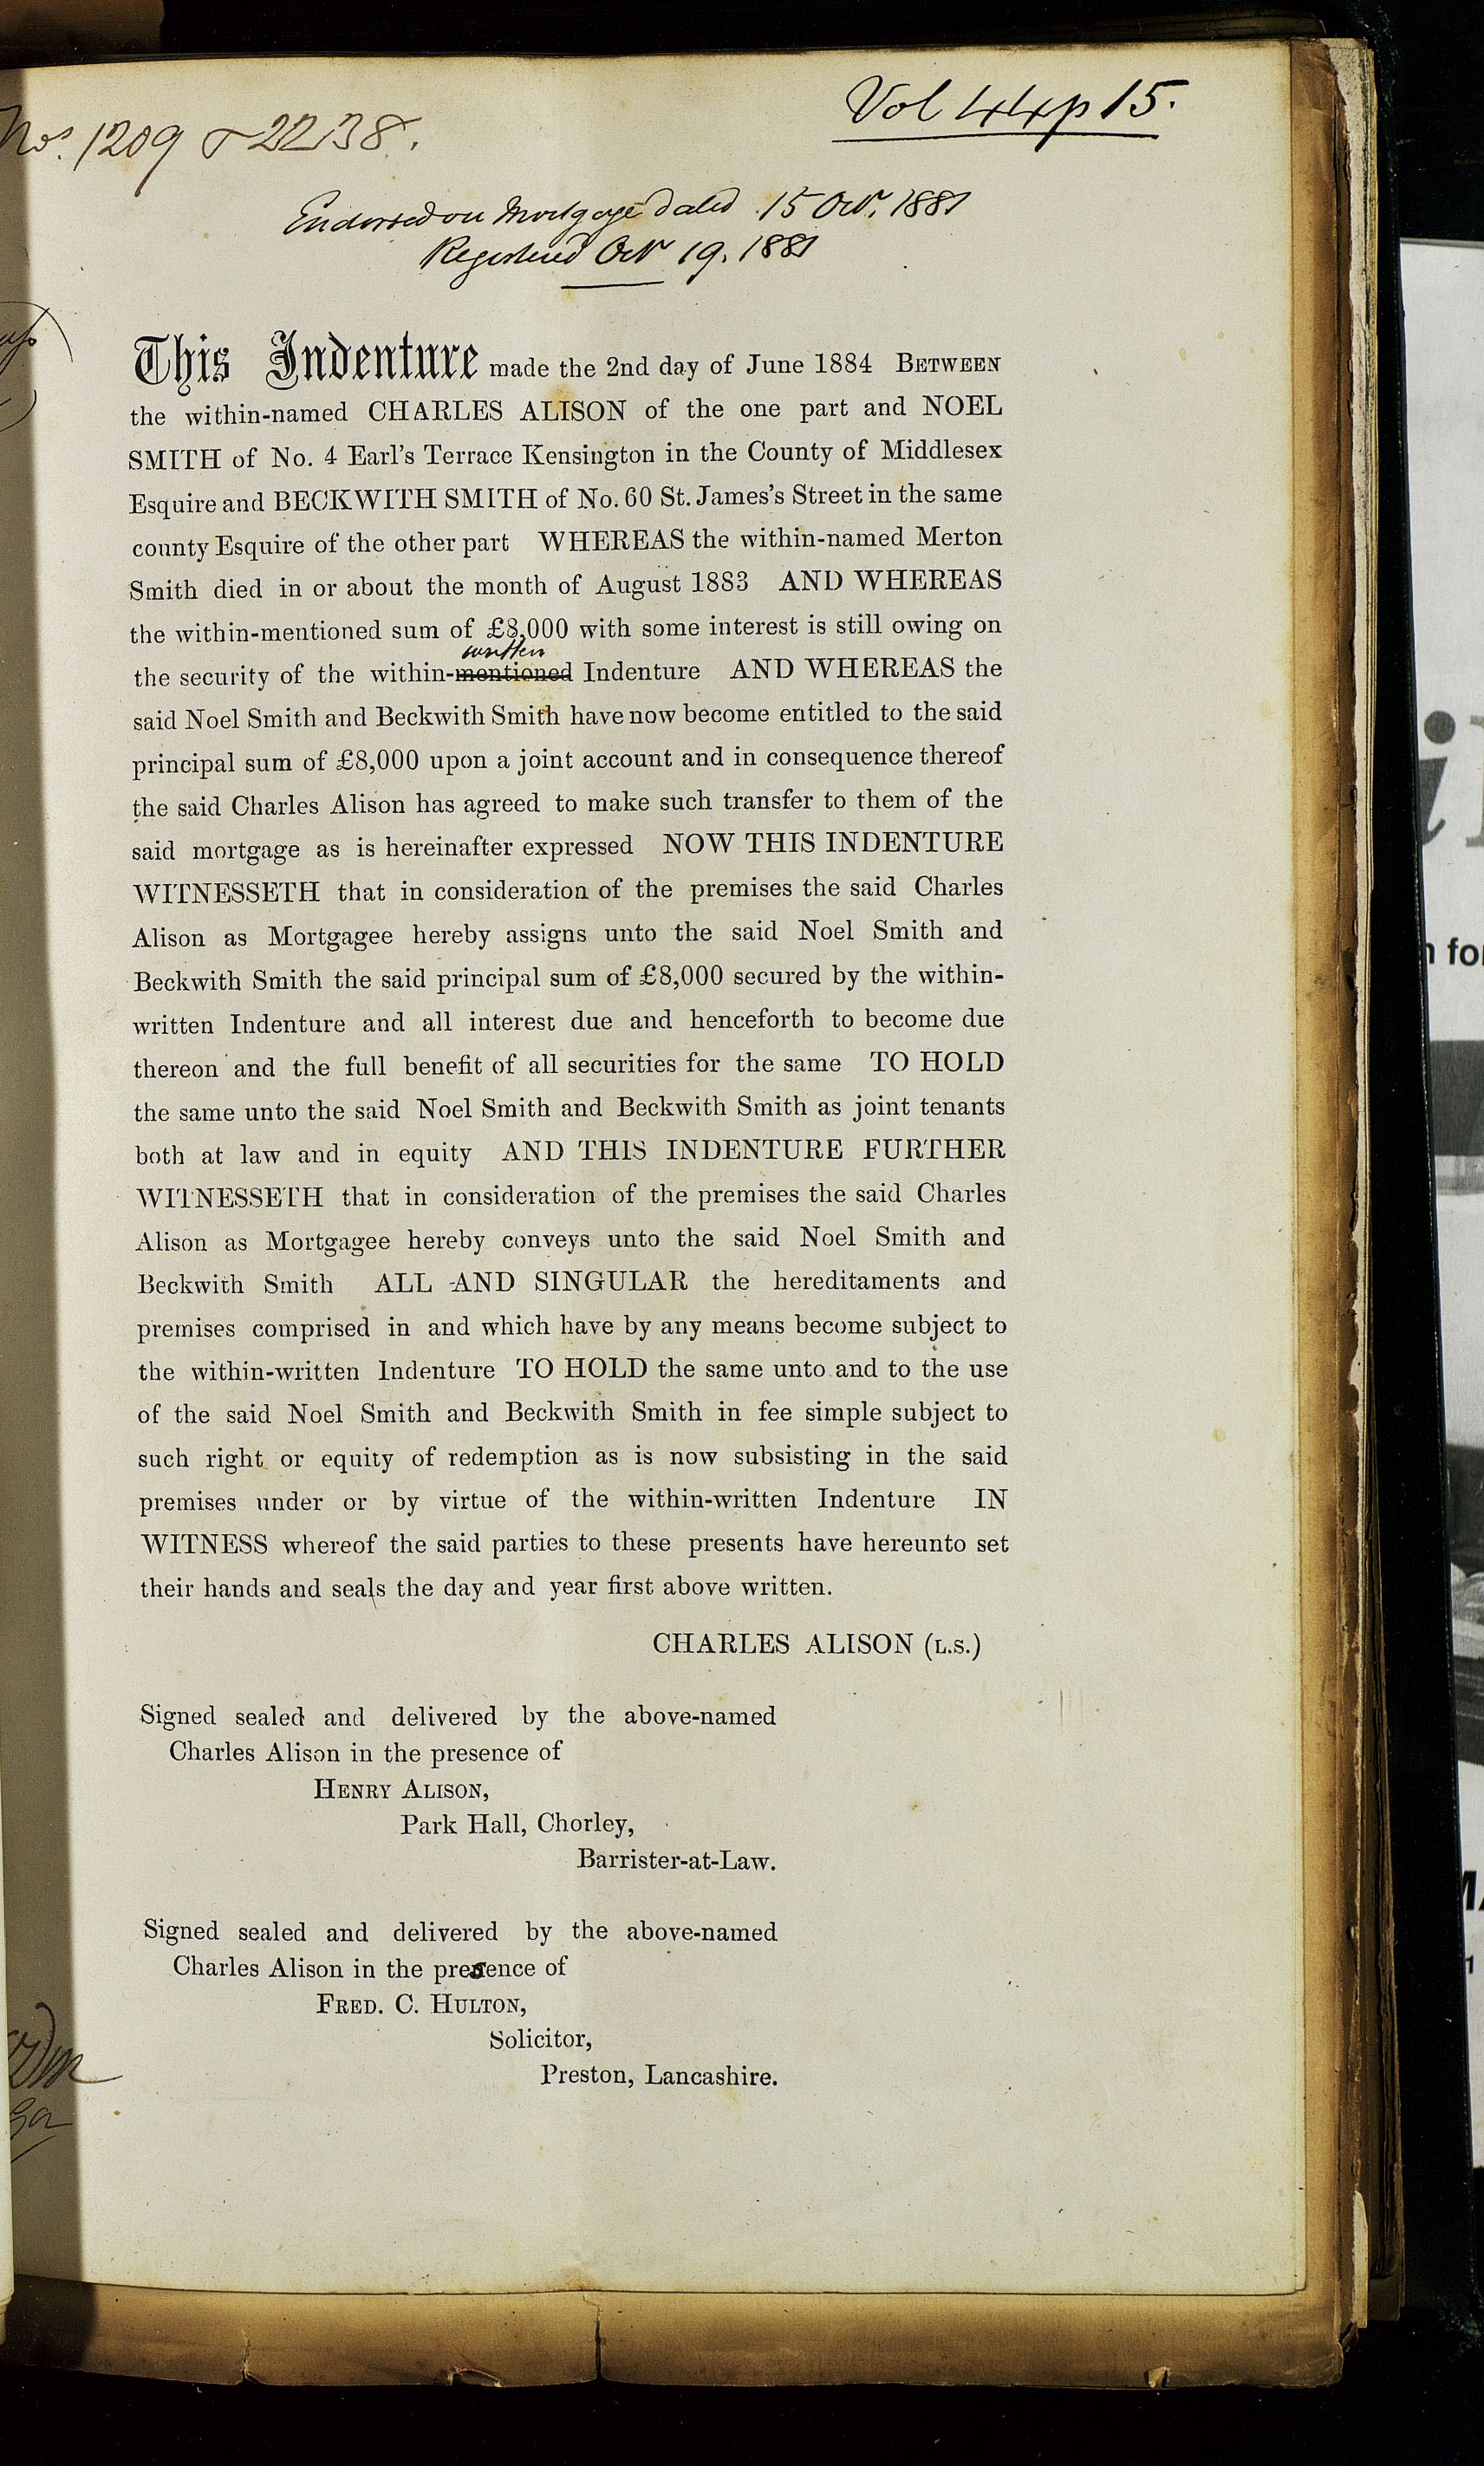 Vol 44 p 15.
Nos. 1209 & 2238.
Endorsed on Mortgage dated 15 Octr. 1881
Registered Octr 19. 1881
This Indenture made the 2nd day of June 1884 BETWEEN
the within-named CHARLES ALISON of the one part and NOEL
SMITH of No. 4 Earl's Terrace Kensington in the County of Middlesex
Esquire and BECKWITH SMITH of No. 60 St. James's Street in the same
county Esquire of the other part WHEREAS the within-named Merton
Smith died in or about the month of August 1883 AND WHEREAS
the within-mentioned sum of £8,000 with some interest is still owing on
written
the security of the within-mentioned Indenture AND WHEREAS the
said Noel Smith and Beckwith Smith have now become entitled to the said
principal sum of £8,000 upon a joint account and in consequence thereof
the said Charles Alison has agreed to make such transfer to them of the
said mortgage as is hereinafter expressed NOW THIS INDENTURE
WITNESSETH that in consideration of the premises the said Charles
Alison as Mortgagee hereby assigns unto the said Noel Smith and
Beckwith Smith the said principal sum of £8,000 secured by the within-
written Indenture and all interest due and henceforth to become due
thereon and the full benefit of all securities for the same TO HOLD
the same unto the said Noel Smith and Beckwith Smith as joint tenants
both at law and in equity AND THIS INDENTURE FURTHER
WITNESSETH that in consideration of the premises the said Charles
Alison as Mortgagee hereby conveys unto the said Noel Smith and
Beckwith Smith ALL AND SINGULAR the hereditaments and
premises comprised in and which have by any means become subject to
the within-written Indenture TO HOLD the same unto and to the use
of the said Noel Smith and Beckwith Smith in fee simple subject to
such right or equity of redemption as is now subsisting in the said
premises under or by virtue of the within-written Indenture IN
WITNESS whereof the said parties to these presents have hereunto set
their hands and seals the day and year first above written.
CHARLES ALISON (L.S.)
Signed sealed and delivered by the above-named
Charles Alison in the presence of
HENRY ALISON,
Park Hall, Chorley,
Barrister-at-Law.
Signed sealed and delivered by the above-named
Charles Alison in the presence of
FRED. C. HULTON,
Solicitor,
Preston, Lancashire.